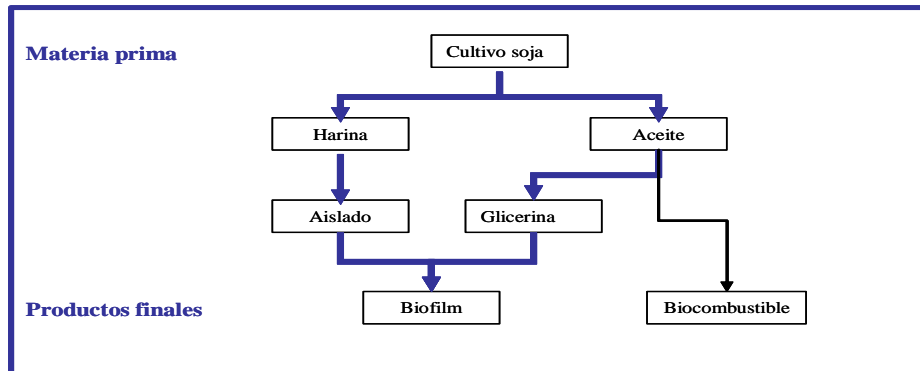 Materia prima
Cultivo soja
Harina
Aceite
Aislado
Glicerina
Productos finales
Biofilm
Biocombustible